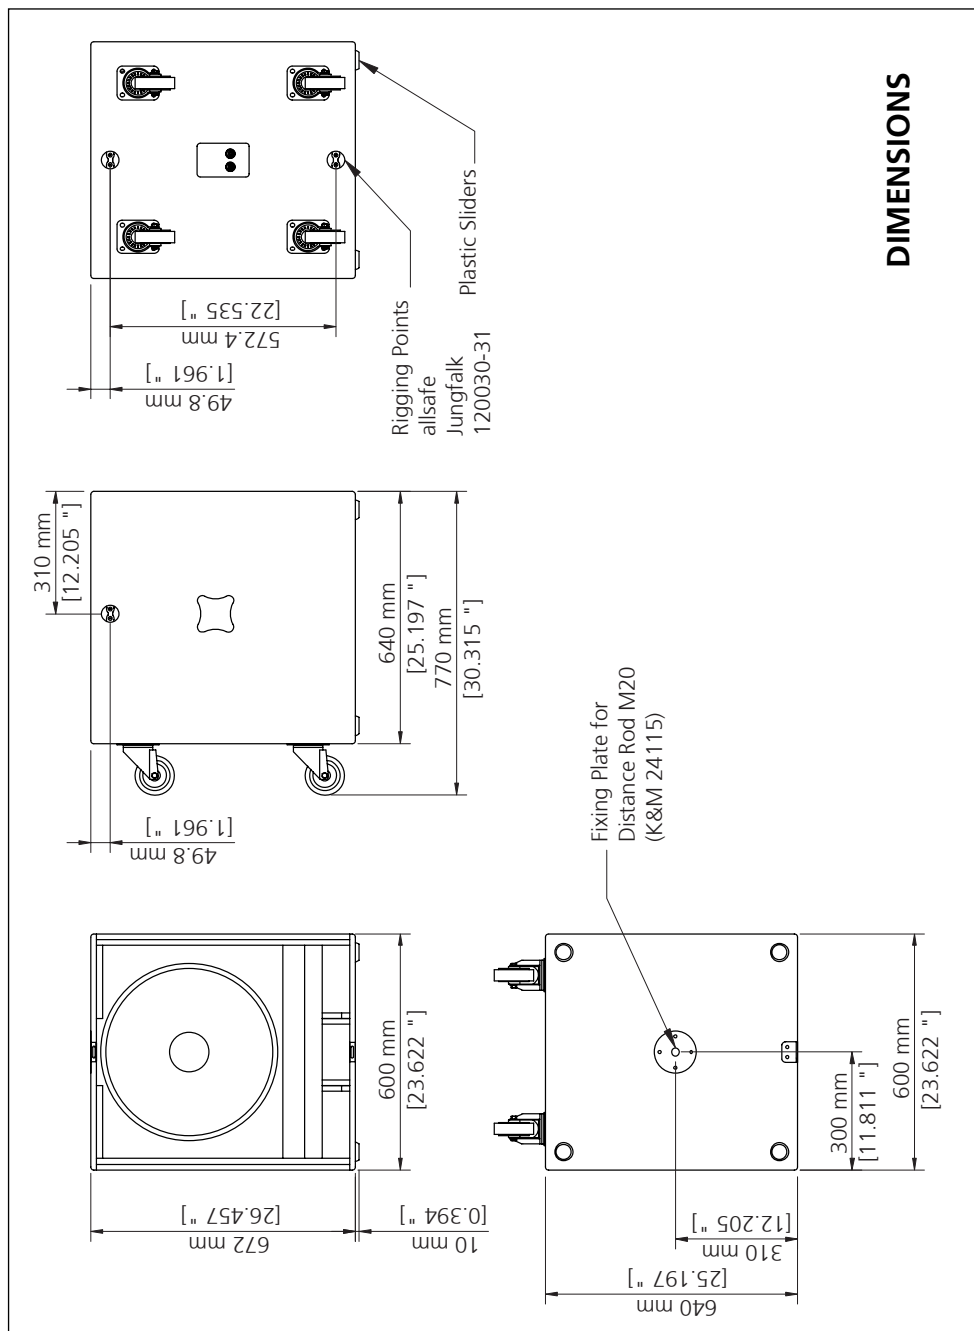 DIMENSIONS
572.4 mm
[22.535 "]
49.8 mm
[1.961 "]
Rigging Points
allsafe
Jungfalk
120030-31
Plastic Sliders
310 mm
[12.205 "]
640 mm
[25.197 "]
770 mm
[30.315 "]
49.8 mm
[1.961 "]
600 mm
[23.622 "]
672 mm
[26.457 "]
10 mm
[0.394 "]
Fixing Plate for
Distance Rod M20
(K&M 24115)
300 mm
[11.811 "]
600 mm
[23.622 "]
310 mm
[12.205 "]
640 mm
[25.197 "]